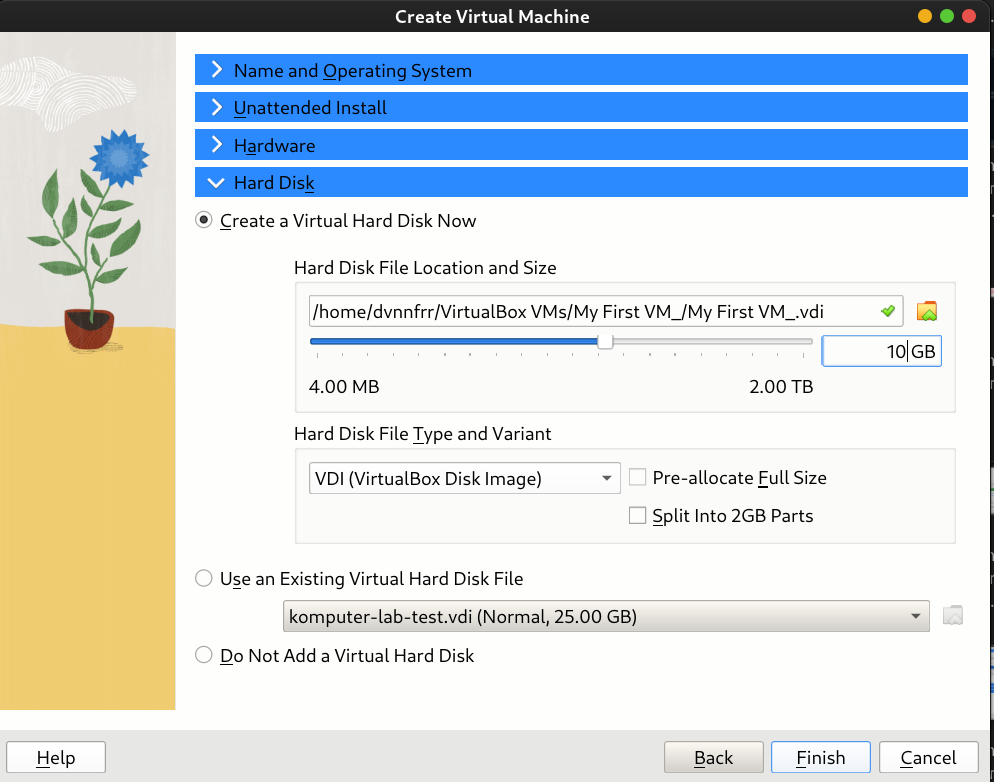 Create Virtual Machine
Name and Operating System
Unattended Install
Hardware
Hard Disk
Create a Virtual Hard Disk Now
Hard Disk File Location and Size
/home/dvnnfrr/VirtualBox VMs/My First VM_/My First VM_.vdi
10 GB
4.00 MB 2.00 TB
Hard Disk File Type and Variant
VDI (VirtualBox Disk Image) Pre-allocate Full Size
Split Into 2GB Parts
Use an Existing Virtual Hard Disk File
komputer-lab-test.vdi (Normal, 25.00 GB)
Do Not Add a Virtual Hard Disk
Help Back Finish Cancel